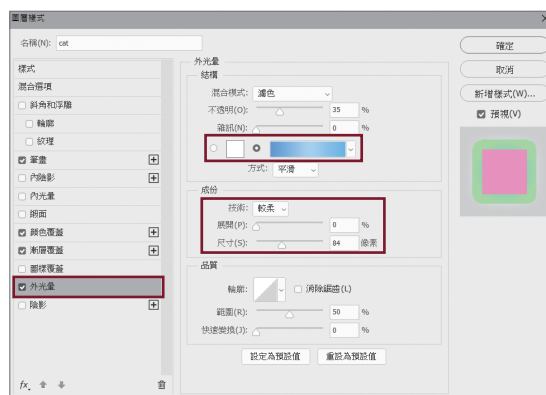 圖層樣式
名稱(N): cat
樣式
混合選項
斜角和浮雕
輪廓
紋理
筆畫
內陰影
內光暈
緞面
顏色覆蓋
漸層覆蓋
圖樣覆蓋
外光暈
陰影
fx
外光暈
結構
混合模式: 濾色
不透明(O): 35 %
雜訊(N): 0 %
方式: 平滑
成份
技術: 較柔
展開(P): 0 %
尺寸(S): 84 像素
品質
輪廓: 消除鋸齒(L)
範圍(R): 50 %
快速變換(J): 0 %
設定為預設值 重設為預設值
確定
取消
新增樣式(W)...
預視(V)